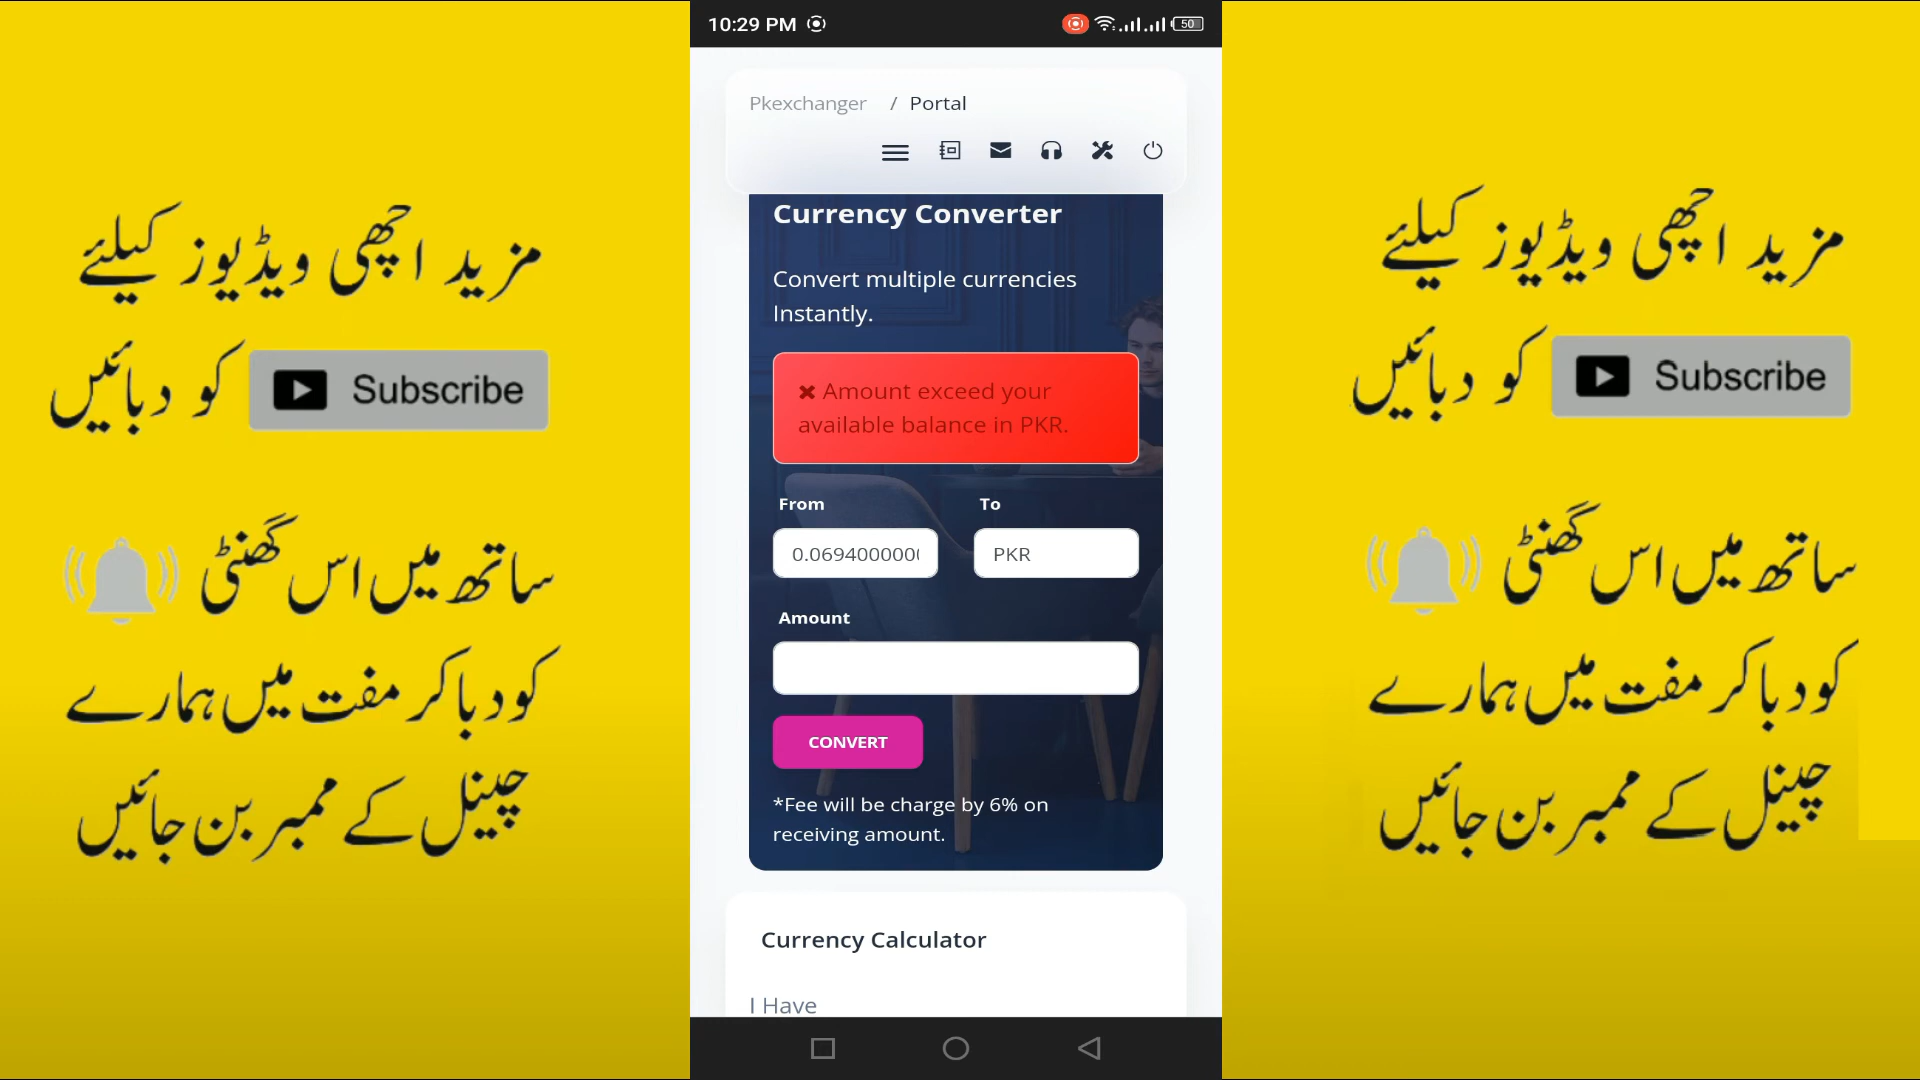 مزید اچھی ویڈیوز کیلئے
Subscribe کو دبائیں
ساتھ میں اس گھنٹی
کو دبا کر مفت میں ہمارے
چینل کے ممبر بن جائیں
10:29 PM
50
Pkexchanger / Portal
Currency Converter
Convert multiple currencies
Instantly.
✖ Amount exceed your
available balance in PKR.
From To
0.0694000000 PKR
Amount
CONVERT
*Fee will be charge by 6% on
receiving amount.
Currency Calculator
I Have
مزید اچھی ویڈیوز کیلئے
Subscribe کو دبائیں
ساتھ میں اس گھنٹی
کو دبا کر مفت میں ہمارے
چینل کے ممبر بن جائیں